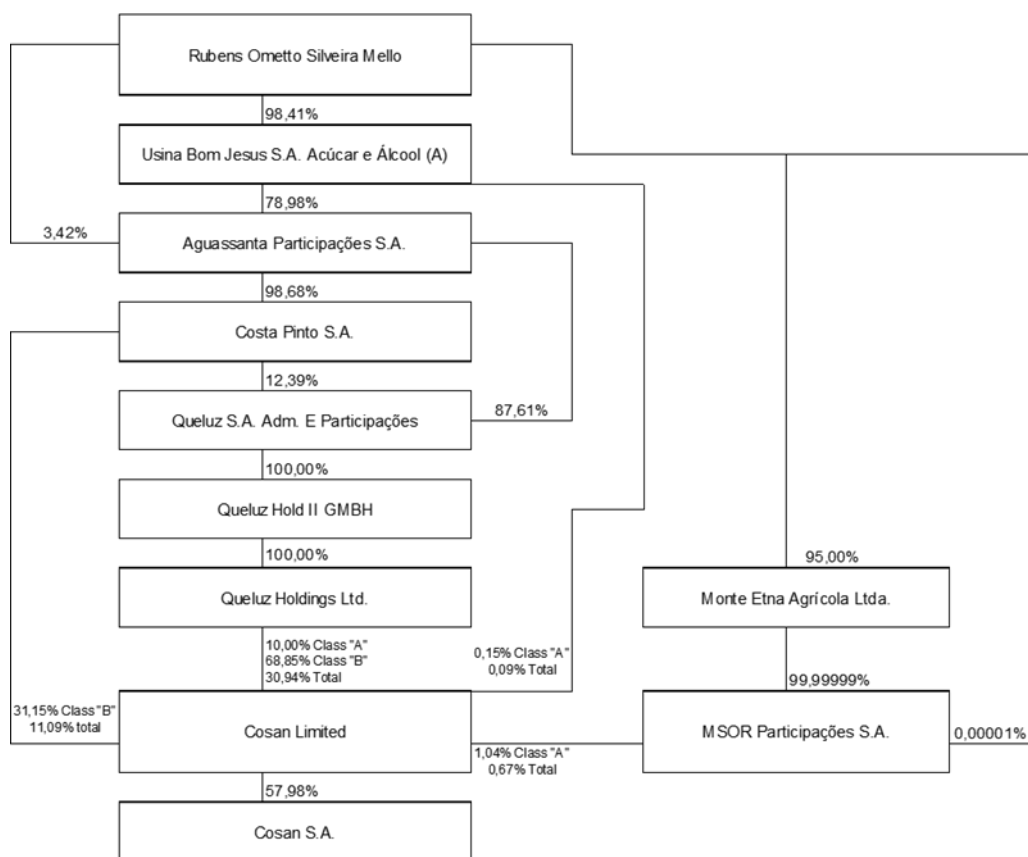 Rubens Ometto Silveira Mello
98,41%
Usina Bom Jesus S.A. Acúcar e Álcool (A)
78,98%
3,42%
Aguassanta Participações S.A.
98,68%
Costa Pinto S.A.
12,39%
Queluz S.A. Adm. E Participações
87,61%
100,00%
Queluz Hold II GMBH
100,00%
95,00%
Queluz Holdings Ltd.
Monte Etna Agrícola Ltda.
10,00% Class "A"
68,85% Class "B"
30,94% Total
0,15% Class "A"
0,09% Total
99,99999%
31,15% Class "B"
11,09% total
Cosan Limited
MSOR Participações S.A.
0,00001%
1,04% Class "A"
0,67% Total
57,98%
Cosan S.A.